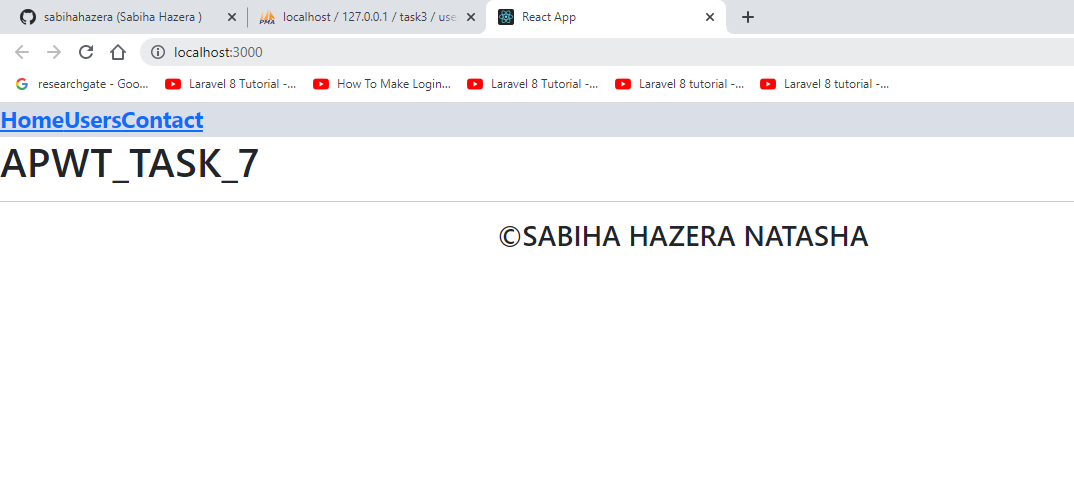 sabihahazera (Sabiha Hazera )
localhost / 127.0.0.1 / task3 / use
React App
localhost:3000
researchgate - Goo... Laravel 8 Tutorial -... How To Make Login... Laravel 8 Tutorial -... Laravel 8 tutorial -... Laravel 8 tutorial -...
HomeUsersContact
APWT_TASK_7
©SABIHA HAZERA NATASHA